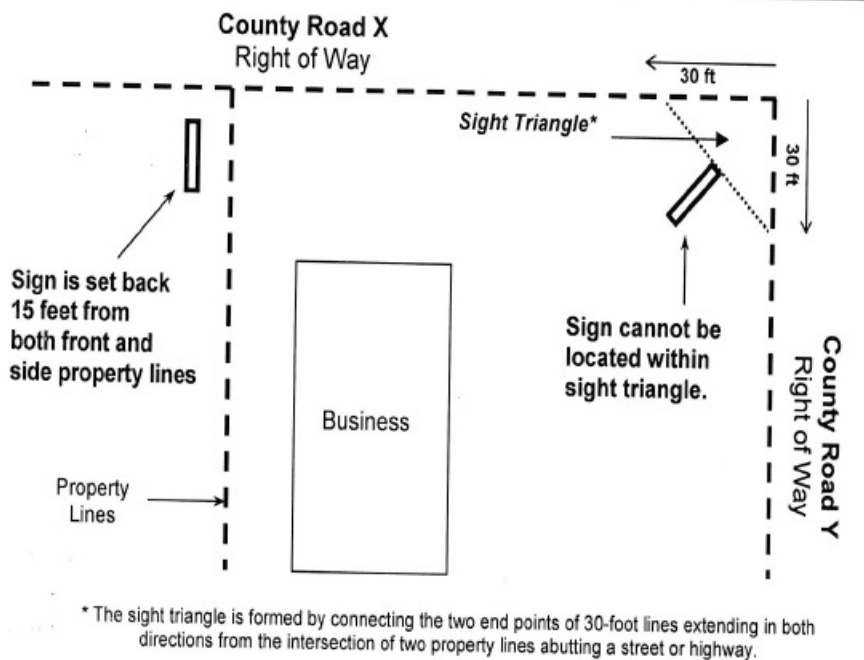 County Road X
Right of Way
30 ft
Sight Triangle*
30 ft
Sign is set back
15 feet from
both front and
side property lines
Sign cannot be
located within
sight triangle.
County Road Y
Right of Way
Business
Property
Lines
* The sight triangle is formed by connecting the two end points of 30-foot lines extending in both
directions from the intersection of two property lines abutting a street or highway.